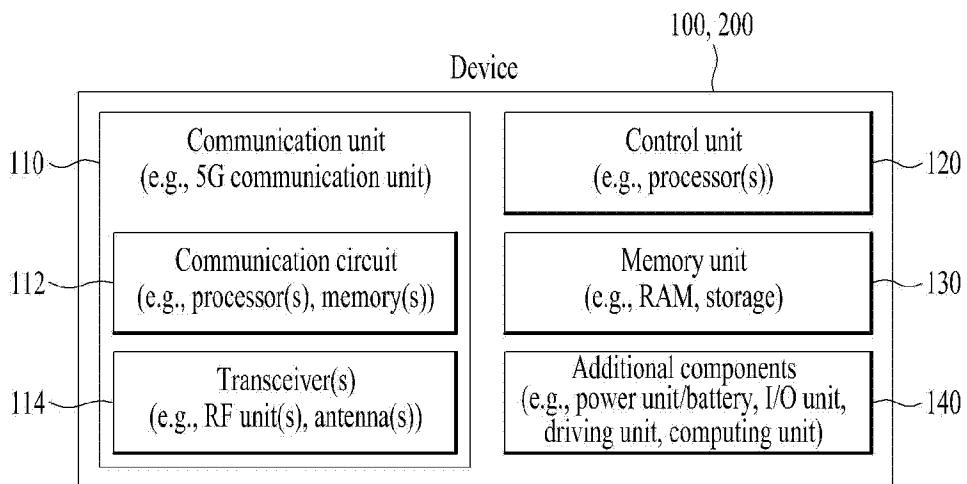 100, 200
Device
110
Communication unit
(e.g., 5G communication unit)
112
Communication circuit
(e.g., processor(s), memory(s))
114
Transceiver(s)
(e.g., RF unit(s), antenna(s))
Control unit
(e.g., processor(s))
120
Memory unit
(e.g., RAM, storage)
130
Additional components
(e.g., power unit/battery, I/O unit,
driving unit, computing unit)
140